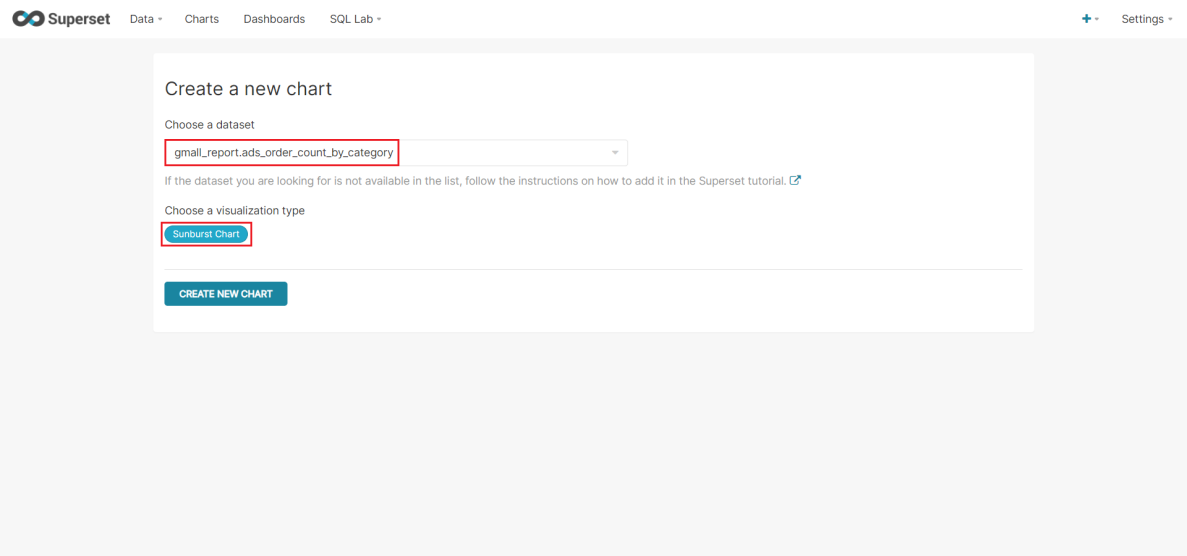 Superset Data Charts Dashboards SQL Lab + Settings
Create a new chart
Choose a dataset
gmall_report.ads_order_count_by_category
If the dataset you are looking for is not available in the list, follow the instructions on how to add it in the Superset tutorial.
Choose a visualization type
Sunburst Chart
CREATE NEW CHART